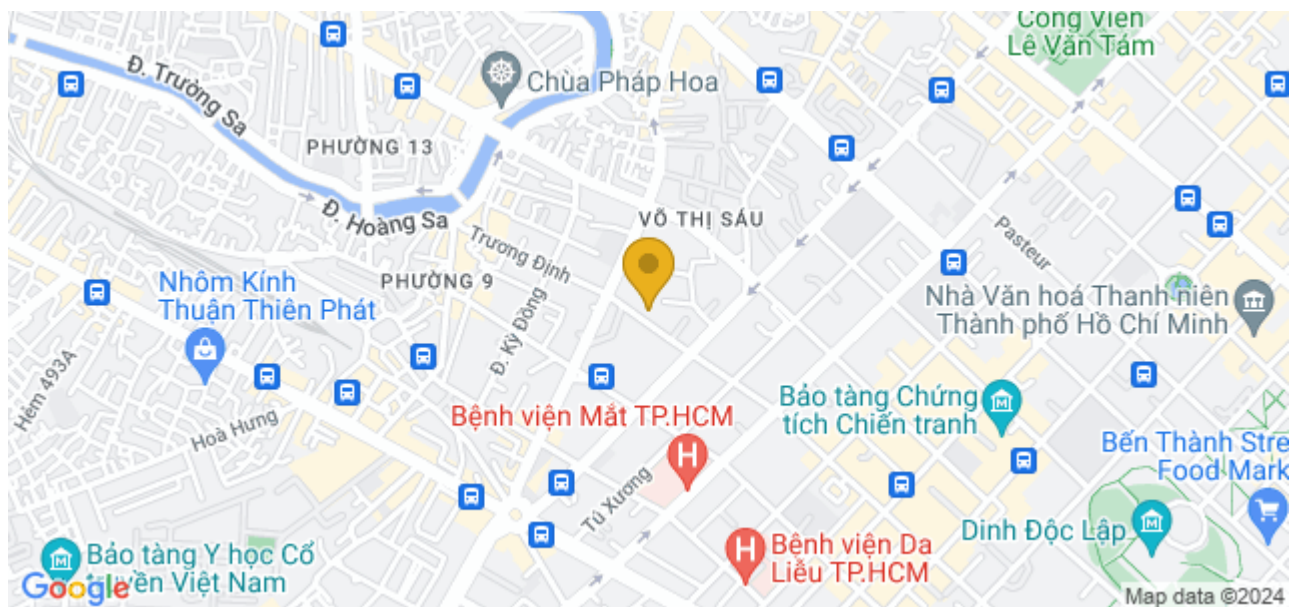 Công Viên
Lê Văn Tám
Đ. Trường Sa
Chùa Pháp Hoa
PHƯỜNG 13
Đ. Hoàng Sa
VÕ THỊ SÁU
Trương Định
Pasteur
PHƯỜNG 9
Nhôm Kính
Thuận Thiên Phát
Đ. Kỳ Đồng
Nhà Văn hoá Thanh niên
Thành phố Hồ Chí Minh
Hẻm 493A
Hoà Hưng
Bệnh viện Mắt TP.HCM
Bảo tàng Chứng
tích Chiến tranh
Bến Thành Stre
Food Mark
Tú Xương
Dinh Độc Lập
Bảo tàng Y học Cổ
truyền Việt Nam
Bệnh viện Da
Liễu TP.HCM
Google
Map data ©2024